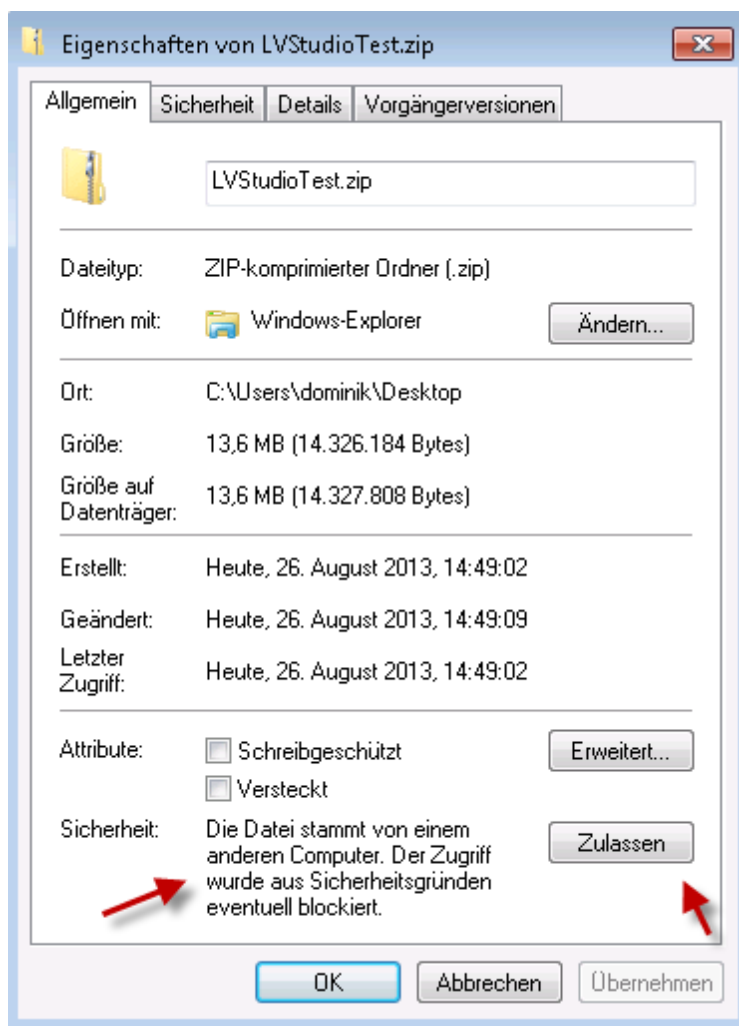 Eigenschaften von LVStudioTest.zip
Allgemein Sicherheit Details Vorgängerversionen
LVStudioTest.zip
Dateityp: ZIP-komprimierter Ordner (.zip)
Öffnen mit: Windows-Explorer Ändern...
Ort: C:\Users\dominik\Desktop
Größe: 13,6 MB (14.326.184 Bytes)
Größe auf
Datenträger: 13,6 MB (14.327.808 Bytes)
Erstellt: Heute, 26. August 2013, 14:49:02
Geändert: Heute, 26. August 2013, 14:49:09
Letzter
Zugriff: Heute, 26. August 2013, 14:49:02
Attribute: Schreibgeschützt Erweitert...
Versteckt
Sicherheit: Die Datei stammt von einem
anderen Computer. Der Zugriff
wurde aus Sicherheitsgründen
eventuell blockiert.
Zulassen
OK Abbrechen Übernehmen